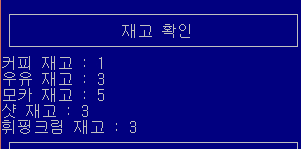 재고 확인
커피 재고 : 1
우유 재고 : 3
모카 재고 : 5
샷 재고 : 3
휘핑크림 재고 : 3